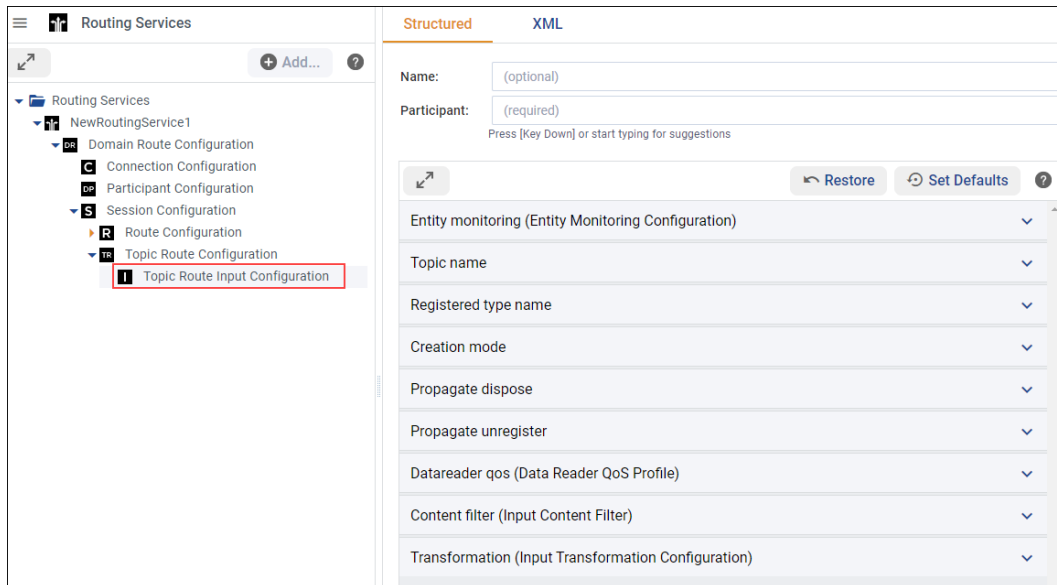 Routing Services
Add...
Routing Services
NewRoutingService1
DR Domain Route Configuration
C Connection Configuration
DP Participant Configuration
S Session Configuration
R Route Configuration
TR Topic Route Configuration
I Topic Route Input Configuration
Structured XML
Name: (optional)
Participant: (required)
Press [Key Down] or start typing for suggestions
Restore Set Defaults
Entity monitoring (Entity Monitoring Configuration)
Topic name
Registered type name
Creation mode
Propagate dispose
Propagate unregister
Datareader qos (Data Reader QoS Profile)
Content filter (Input Content Filter)
Transformation (Input Transformation Configuration)